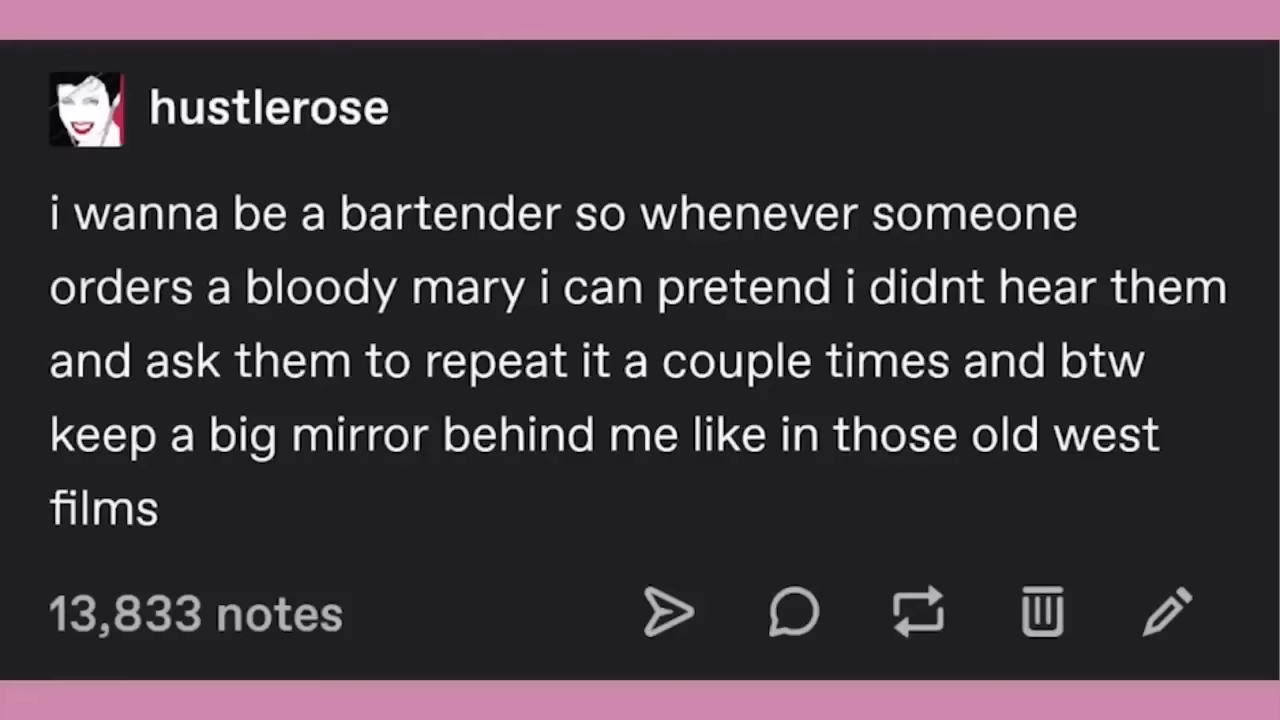 hustlerose
i wanna be a bartender so whenever someone
orders a bloody mary i can pretend i didnt hear them
and ask them to repeat it a couple times and btw
keep a big mirror behind me like in those old west
films
13,833 notes